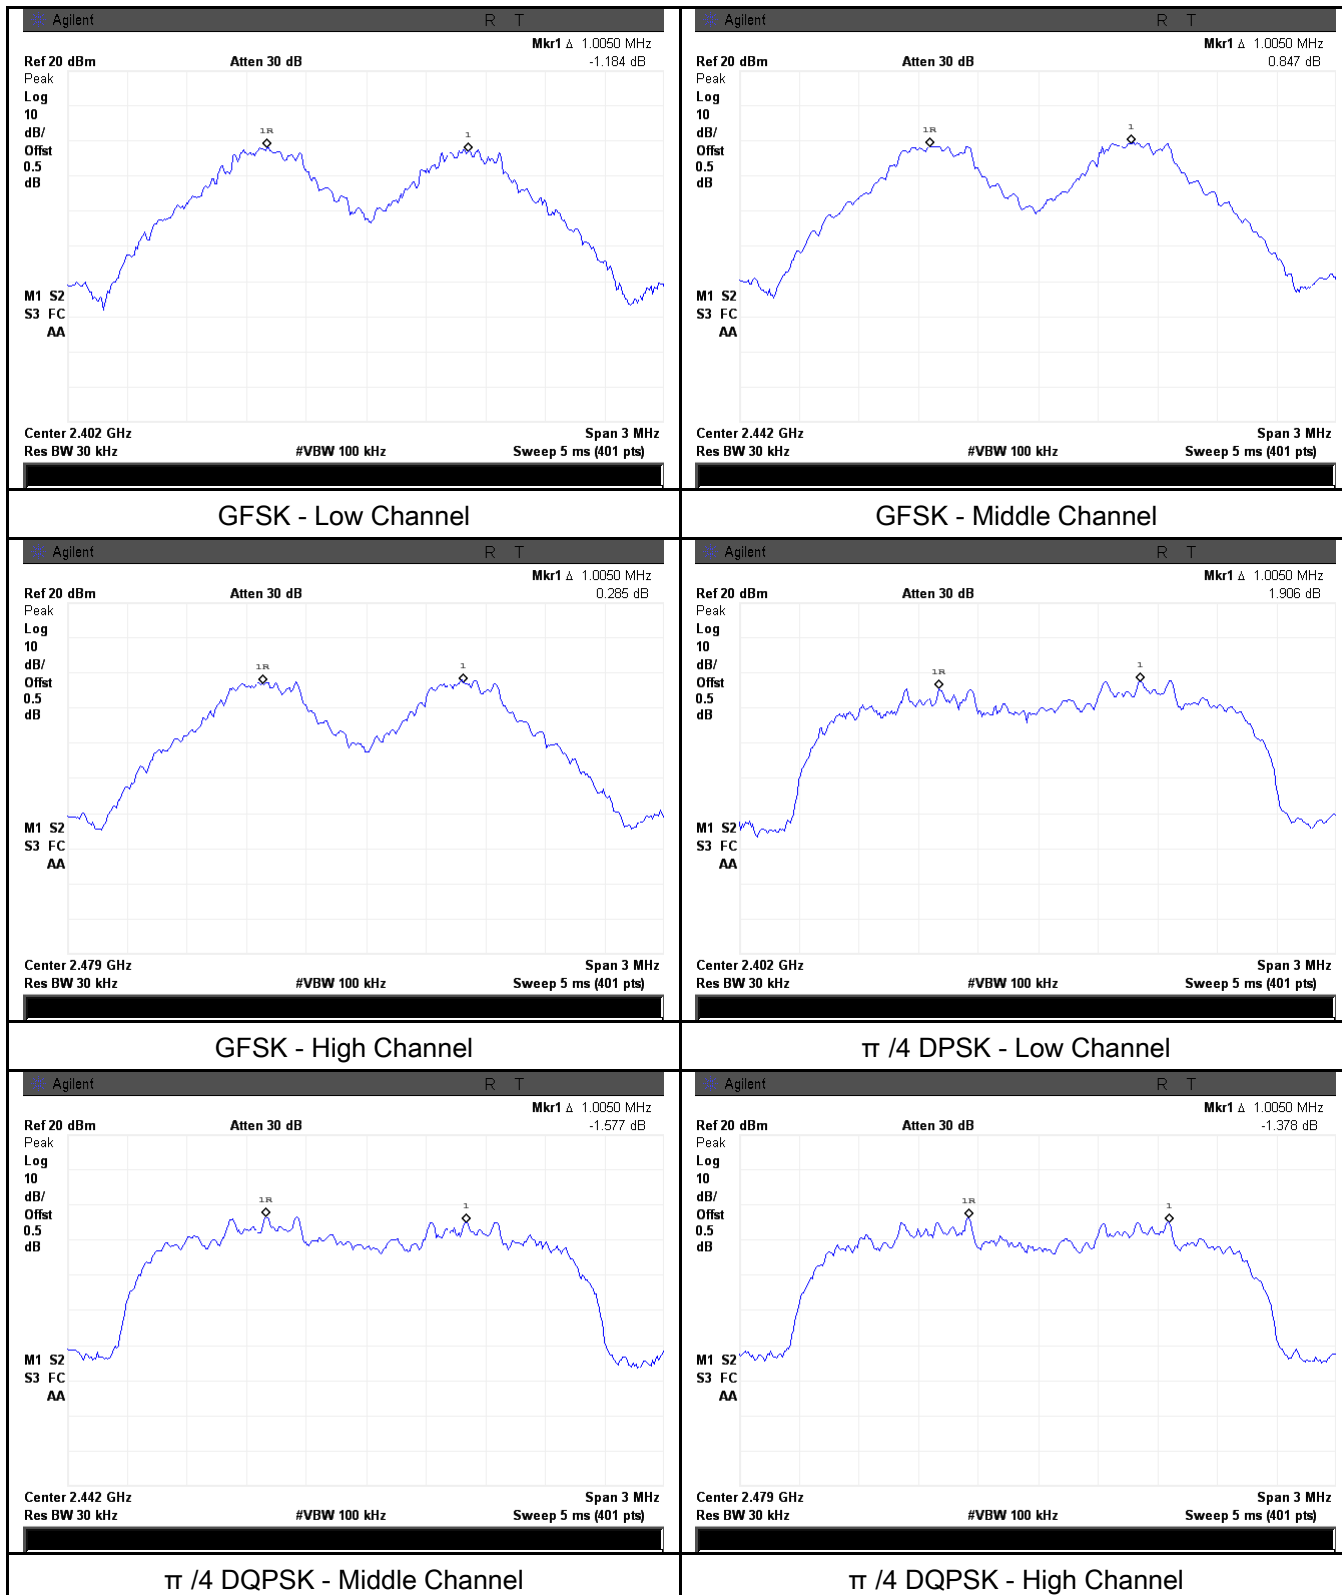 Agilent R T
Mkr1 Δ 1.0050 MHz
Ref 20 dBm Atten 30 dB -1.184 dB
Peak
Log
10
dB/
Offst
0.5
dB
1R
1
M1 S2
S3 FC
AA
Center 2.402 GHz Span 3 MHz
Res BW 30 kHz #VBW 100 kHz Sweep 5 ms (401 pts)
GFSK - Low Channel
Agilent R T
Mkr1 Δ 1.0050 MHz
Ref 20 dBm Atten 30 dB 0.847 dB
Peak
Log
10
dB/
Offst
0.5
dB
1R
1
M1 S2
S3 FC
AA
Center 2.442 GHz Span 3 MHz
Res BW 30 kHz #VBW 100 kHz Sweep 5 ms (401 pts)
GFSK - Middle Channel
Agilent R T
Mkr1 Δ 1.0050 MHz
Ref 20 dBm Atten 30 dB 0.285 dB
Peak
Log
10
dB/
Offst
0.5
dB
1R
1
M1 S2
S3 FC
AA
Center 2.479 GHz Span 3 MHz
Res BW 30 kHz #VBW 100 kHz Sweep 5 ms (401 pts)
GFSK - High Channel
Agilent R T
Mkr1 Δ 1.0050 MHz
Ref 20 dBm Atten 30 dB 1.906 dB
Peak
Log
10
dB/
Offst
0.5
dB
1R
1
M1 S2
S3 FC
AA
Center 2.402 GHz Span 3 MHz
Res BW 30 kHz #VBW 100 kHz Sweep 5 ms (401 pts)
π /4 DPSK - Low Channel
Agilent R T
Mkr1 Δ 1.0050 MHz
Ref 20 dBm Atten 30 dB -1.577 dB
Peak
Log
10
dB/
Offst
0.5
dB
1R
1
M1 S2
S3 FC
AA
Center 2.442 GHz Span 3 MHz
Res BW 30 kHz #VBW 100 kHz Sweep 5 ms (401 pts)
π /4 DQPSK - Middle Channel
Agilent R T
Mkr1 Δ 1.0050 MHz
Ref 20 dBm Atten 30 dB -1.378 dB
Peak
Log
10
dB/
Offst
0.5
dB
1R
1
M1 S2
S3 FC
AA
Center 2.479 GHz Span 3 MHz
Res BW 30 kHz #VBW 100 kHz Sweep 5 ms (401 pts)
π /4 DQPSK - High Channel